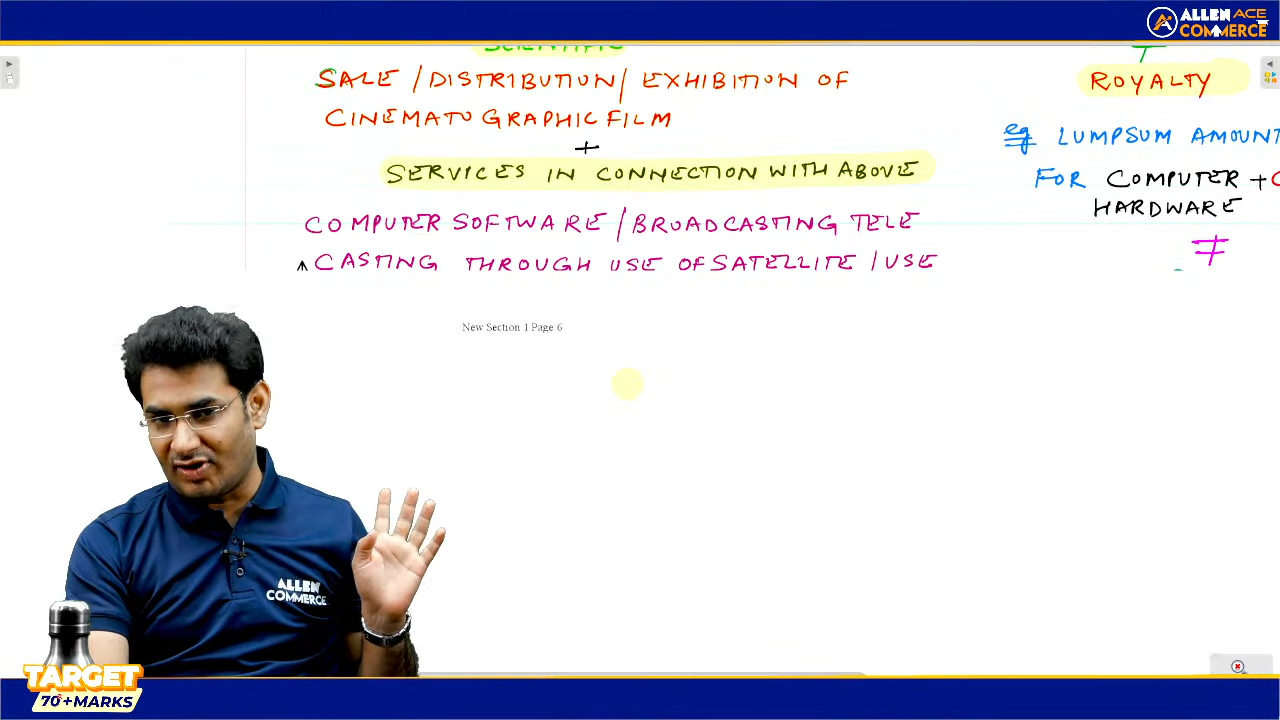 ALLEN ACE
COMMERCE
SCIENTIFIC
SALE / DISTRIBUTION / EXHIBITION OF
CINEMATOGRAPHIC FILM
+
SERVICES IN CONNECTION WITH ABOVE
COMPUTER SOFTWARE / BROADCASTING TELE
CASTING THROUGH USE OF SATELLITE / USE
ROYALTY
eg LUMPSUM AMOUNT
FOR COMPUTER + C
HARDWARE
≠
New Section 1 Page 6
ALLEN
COMMERCE
TARGET
70+MARKS